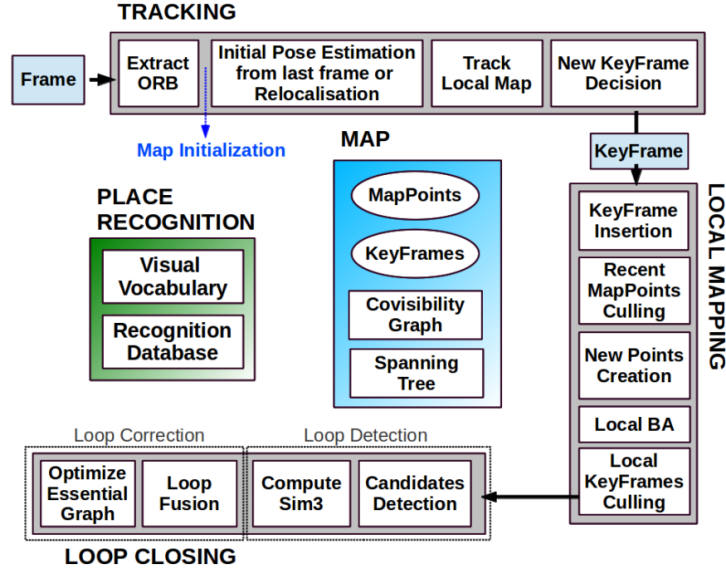 TRACKING
Frame
Extract
ORB
Initial Pose Estimation
from last frame or
Relocalisation
Track
Local Map
New KeyFrame
Decision
Map Initialization
KeyFrame
MAP
MapPoints
KeyFrames
Covisibility
Graph
Spanning
Tree
PLACE
RECOGNITION
Visual
Vocabulary
Recognition
Database
LOCAL MAPPING
KeyFrame
Insertion
Recent
MapPoints
Culling
New Points
Creation
Local BA
Local
KeyFrames
Culling
Loop Correction
Loop Detection
Optimize
Essential
Graph
Loop
Fusion
Compute
Sim3
Candidates
Detection
LOOP CLOSING